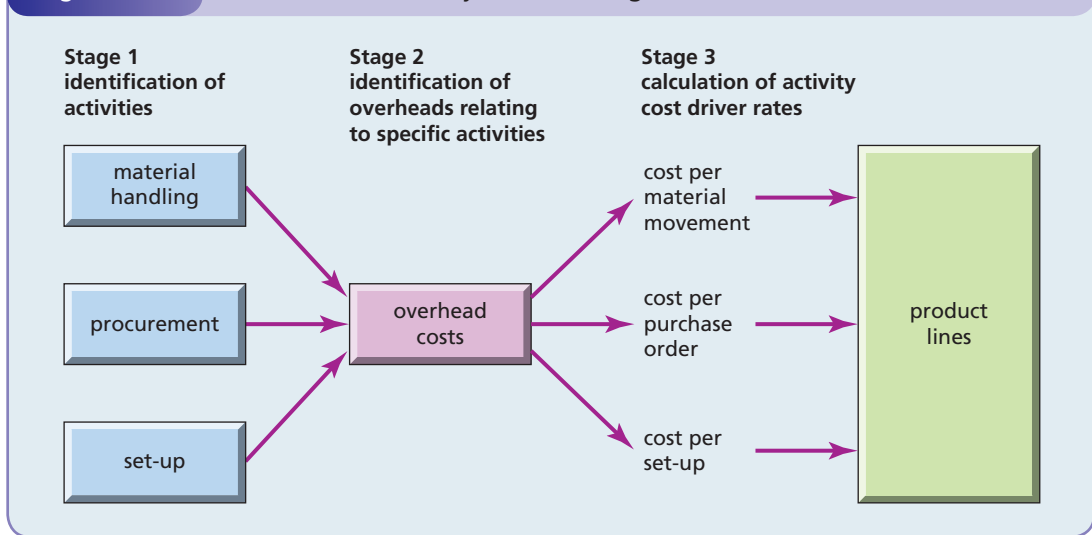 Stage 1
identification of
activities
Stage 2
identification of
overheads relating
to specific activities
Stage 3
calculation of activity
cost driver rates
material
handling
procurement
set-up
overhead
costs
cost per
material
movement
cost per
purchase
order
cost per
set-up
product
lines